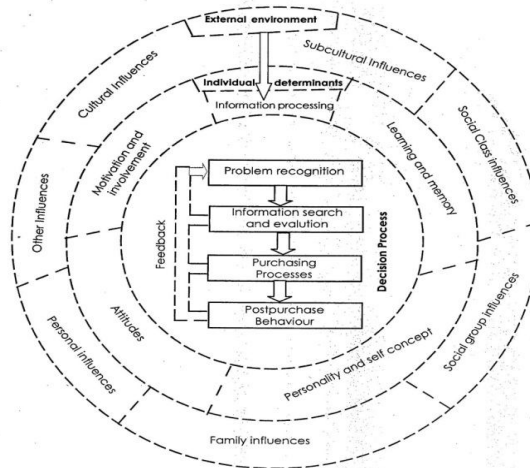 External environment
Cultural Influences
Subcultural Influences
Individual determinants
Information processing
Social Class influences
Motivation and
involvement
Learning and memory
Other Influences
Problem recognition
Information search
and evalution
Purchasing
Processes
Postpurchase
Behaviour
Feedback
Decision Process
Attitudes
Personality and self concept
Personal influences
Social group influences
Family influences